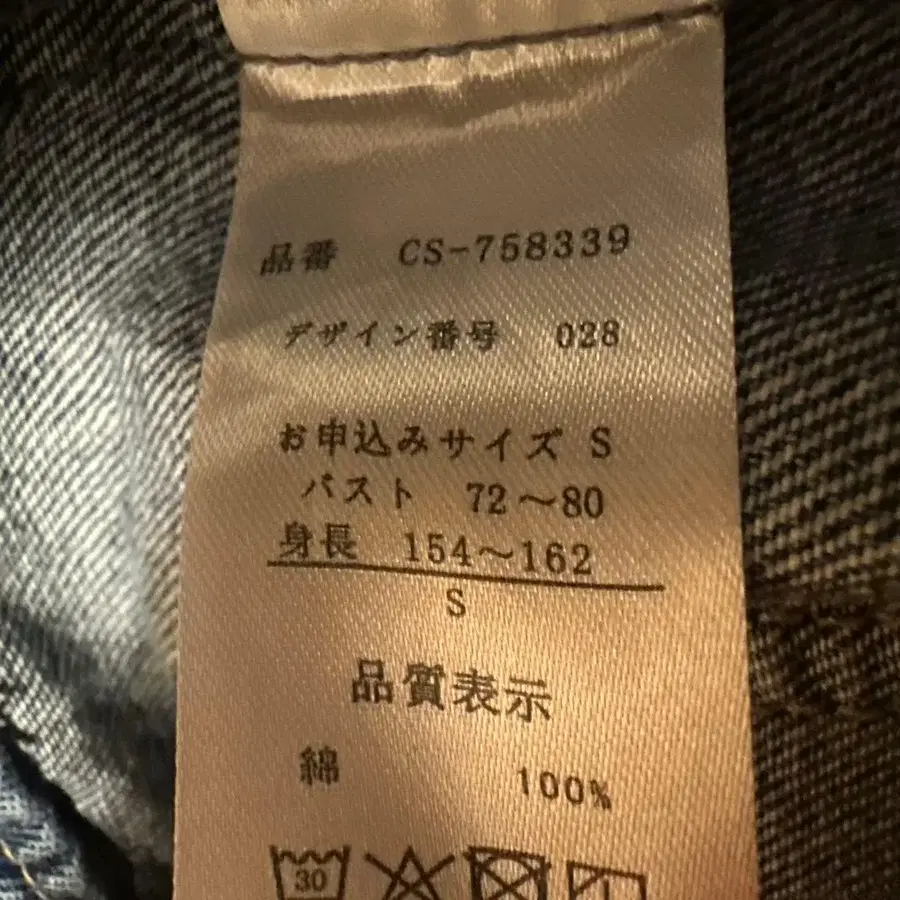 品番 CS-758339
デザイン番号 028
お申込みサイズ S
バスト 72～80
身長 154～162
S
品質表示
綿 100%
30